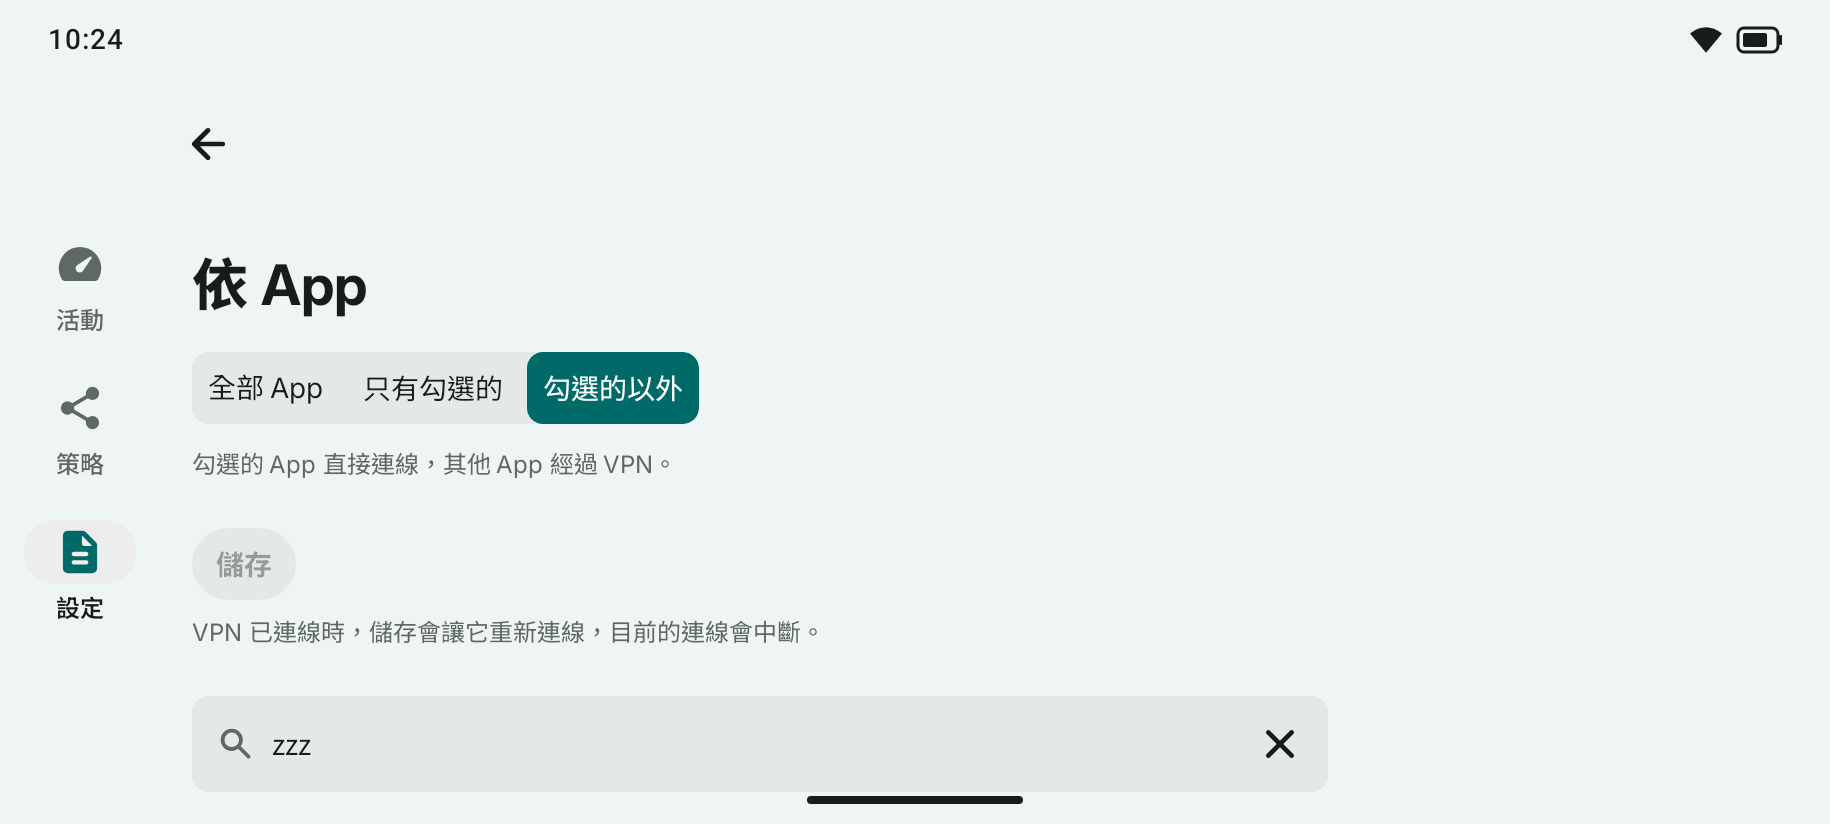 10:24
依 App
全部 App
只有勾選的
勾選的以外
勾選的 App 直接連線，其他 App 經過 VPN。
儲存
VPN 已連線時，儲存會讓它重新連線，目前的連線會中斷。
zzz
活動
策略
設定